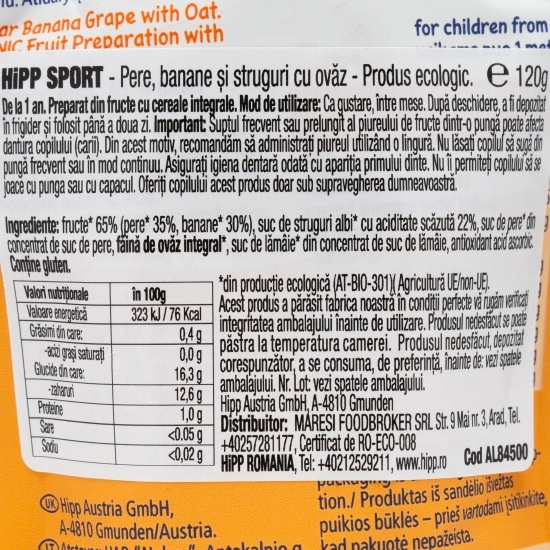 ar Banana Grape with Oat.
NIC Fruit Preparation with
for children from
HiPP SPORT - Pere, banane și struguri cu ovăz - Produs ecologic. e 120g
De la 1 an. Preparat din fructe cu cereale integrale. Mod de utilizare: Ca gustare, între mese. După deschidere, a fi depozitat
în frigider și folosit până a doua zi. Important: Suptul frecvent sau prelungit al piureului de fructe dintr-o pungă poate afecta
dantura copilului (carii). Din acest motiv, recomandăm să administrați piureul utilizând o lingură. Nu lăsați copilul să sugă din
pungă frecvent sau în mod continuu. Asigurați igiena dentară odată cu apariția primului dinte. Nu îi permiteți copilului să se
joace cu punga sau cu capacul. Oferiți copilului acest produs doar sub supravegherea dumneavoastră.
Ingrediente: fructe* 65% (pere* 35%, banane* 30%), suc de struguri albi* cu aciditate scăzută 22%, suc de pere* din
concentrat de suc de pere, făină de ovăz integral*, suc de lămâie* din concentrat de suc de lămâie, antioxidant acid ascorbic.
Conține gluten.
*din producție ecologică (AT-BIO-301)( Agricultură UE/non-UE).
Acest produs a părăsit fabrica noastră în condiții perfecte vă rugăm verificați
integritatea ambalajului înainte de utilizare. Produsul nedesfăcut se poate
păstra la temperatura camerei. Produsul nedesfăcut, depozitat
corespunzător, a se consuma, de preferință, înainte de: vezi spatele
ambalajului. Nr. Lot: vezi spatele ambalajului.
Hipp Austria GmbH, A-4810 Gmunden
Distribuitor: MARESI FOODBROKER SRL Str. 9 Mai nr. 3, Arad, Tel.
+40257281177, Certificat de RO-ECO-008
HiPP ROMANIA, Tel: +40212529211, www.hipp.ro Cod AL84500
Valori nutriționale în 100g
Valoare energetică 323 kJ / 76 Kcal
Grăsimi din care: 0,4 g
-acizi grași saturați 0,0 g
Glucide din care: 16,3 g
-zaharuri 12,6 g
Proteine 1,0 g
Sare <0.05 g
Sodiu <0,02 g
UK Hipp Austria GmbH,
A-4810 Gmunden/Austria.
LT
tion./ Produktas iš sandėlio išvežtas
puikios būklės – prieš vartodami įsitikinkite,
kad pakuotė nepažeista.